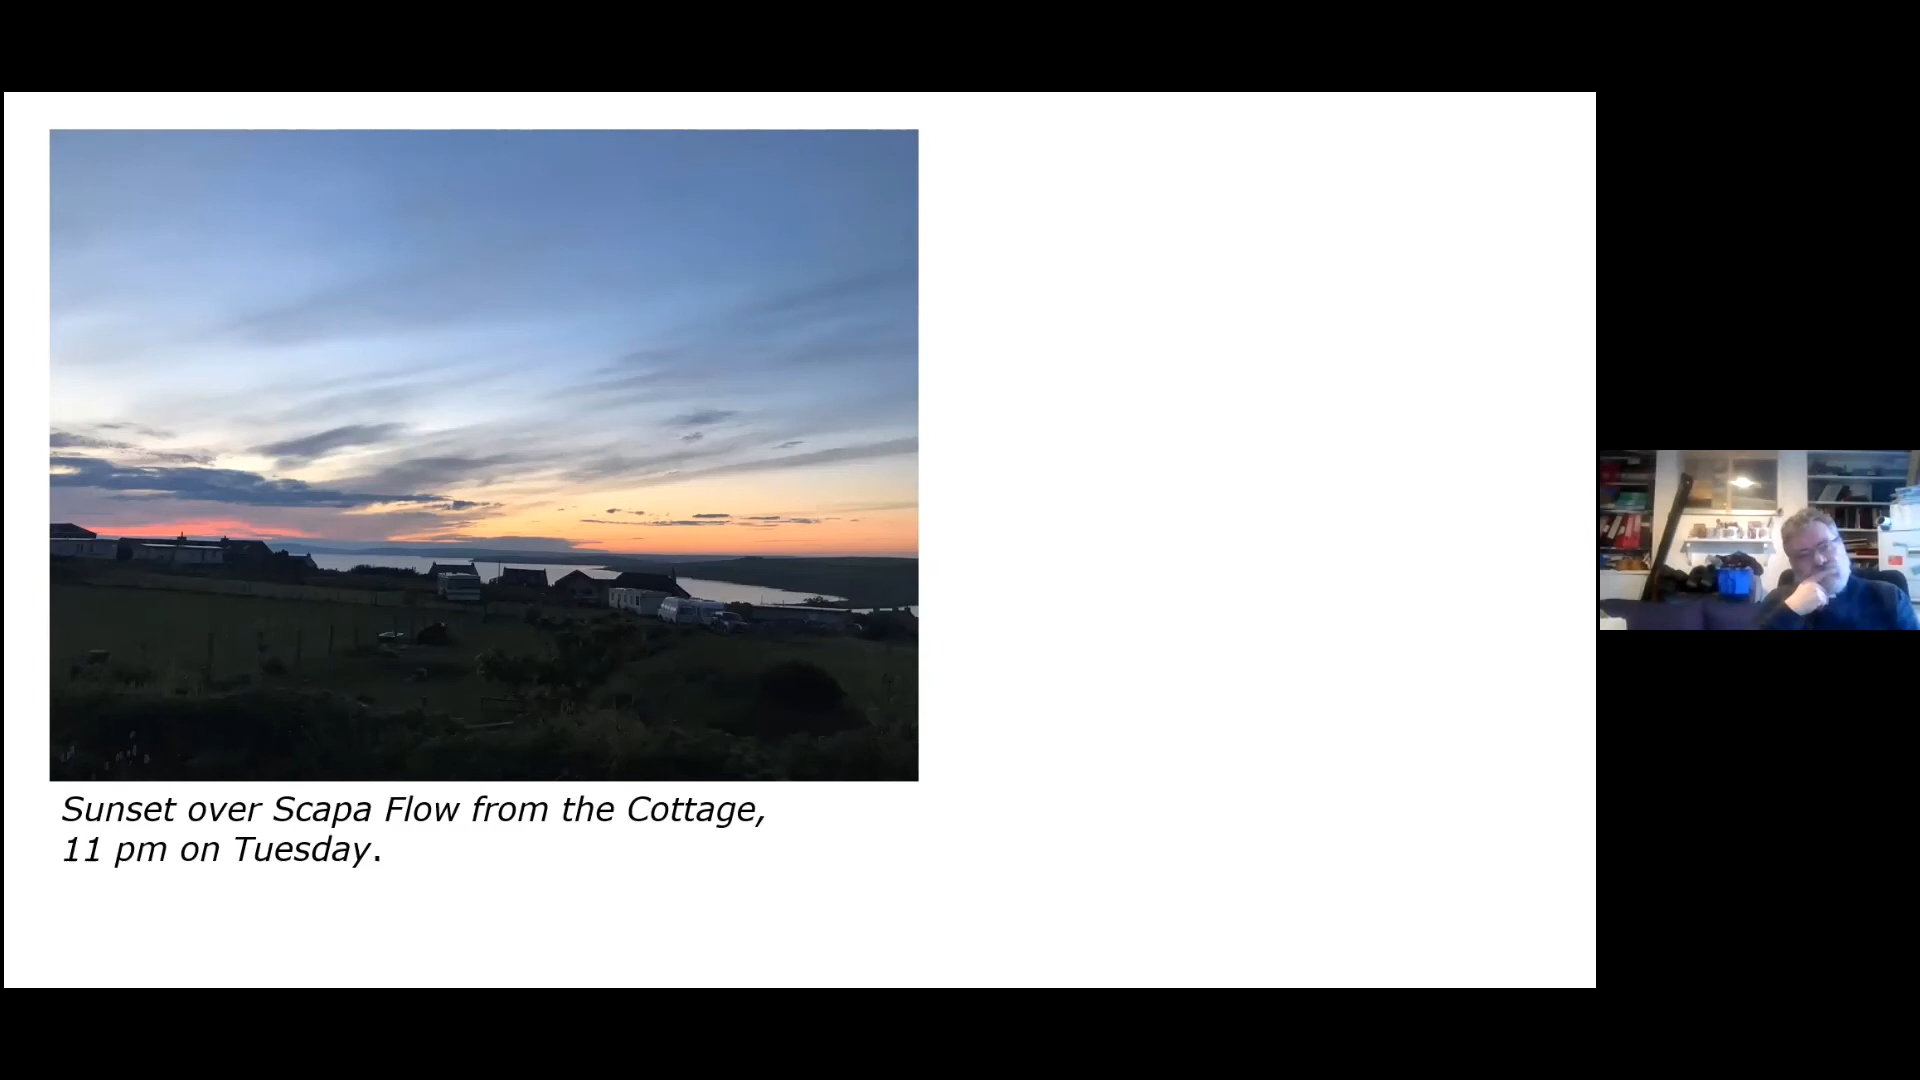 Sunset over Scapa Flow from the Cottage,
11 pm on Tuesday.